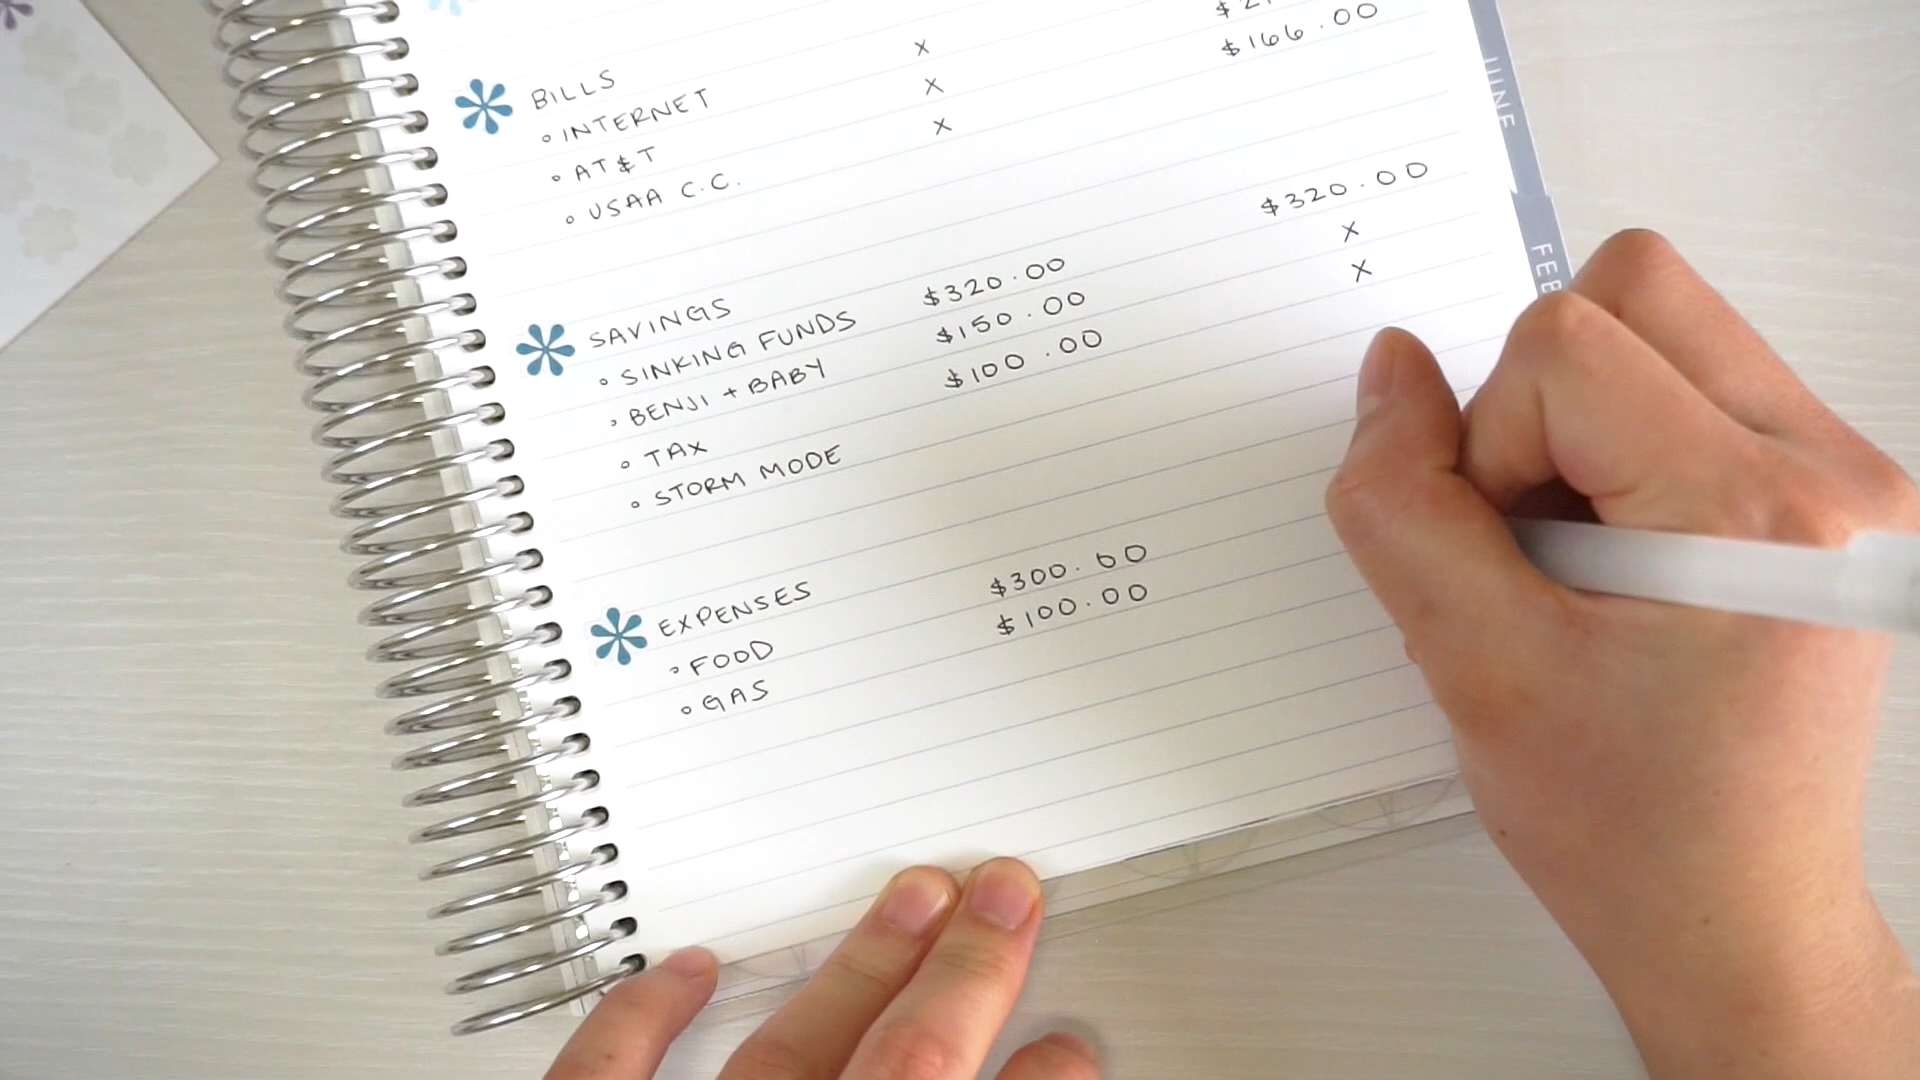 BILLS
INTERNET X
AT&T X
USAA C.C. X $166.00
SAVINGS
SINKING FUNDS $320.00 $320.00
BENJI + BABY $150.00 X
TAX $100.00 X
STORM MODE
EXPENSES
FOOD $300.00
GAS $100.00
JUNE
FEB